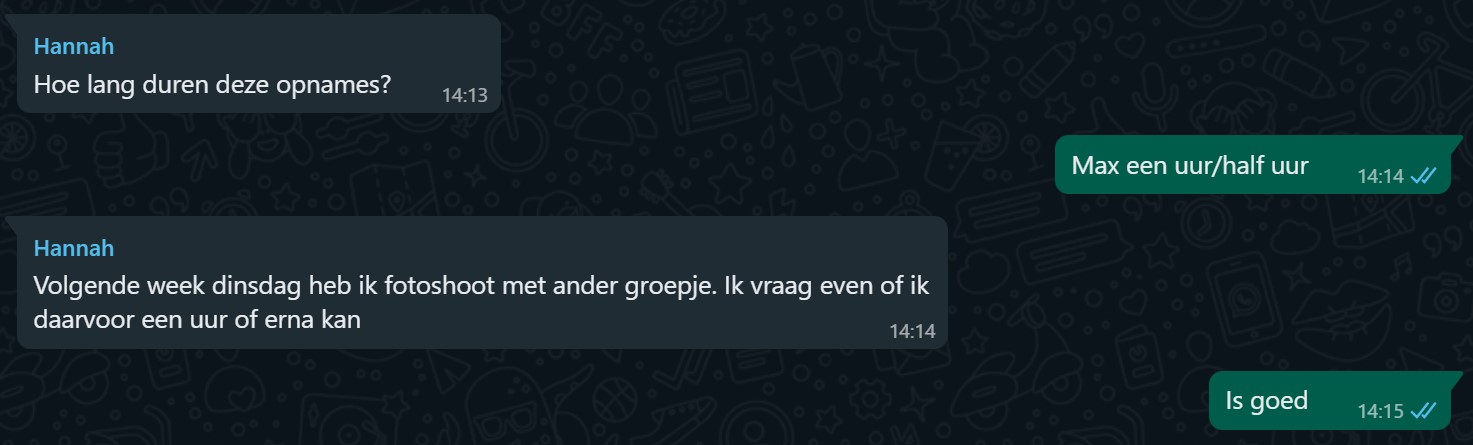 Hannah
Hoe lang duren deze opnames?
14:13
Max een uur/half uur
14:14
Hannah
Volgende week dinsdag heb ik fotoshoot met ander groepje. Ik vraag even of ik
daarvoor een uur of erna kan
14:14
Is goed
14:15